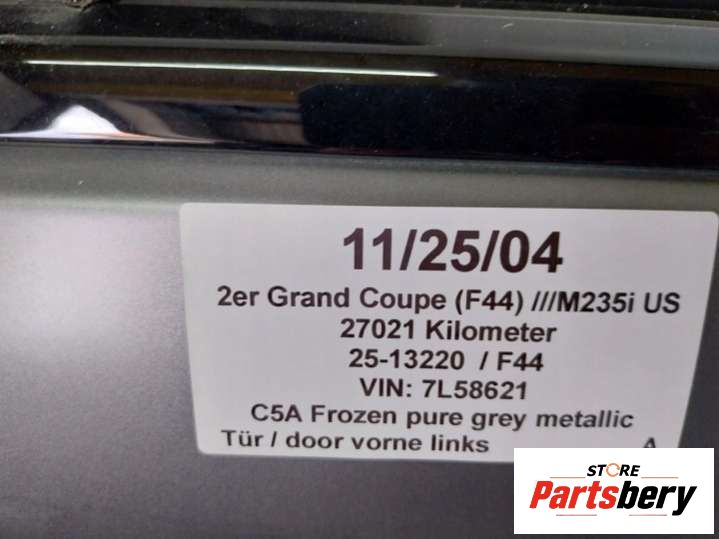 11/25/04
2er Grand Coupe (F44) ///M235i US
27021 Kilometer
25-13220 / F44
VIN: 7L58621
C5A Frozen pure grey metallic
Tür / door vorne links
STORE
Partsbery